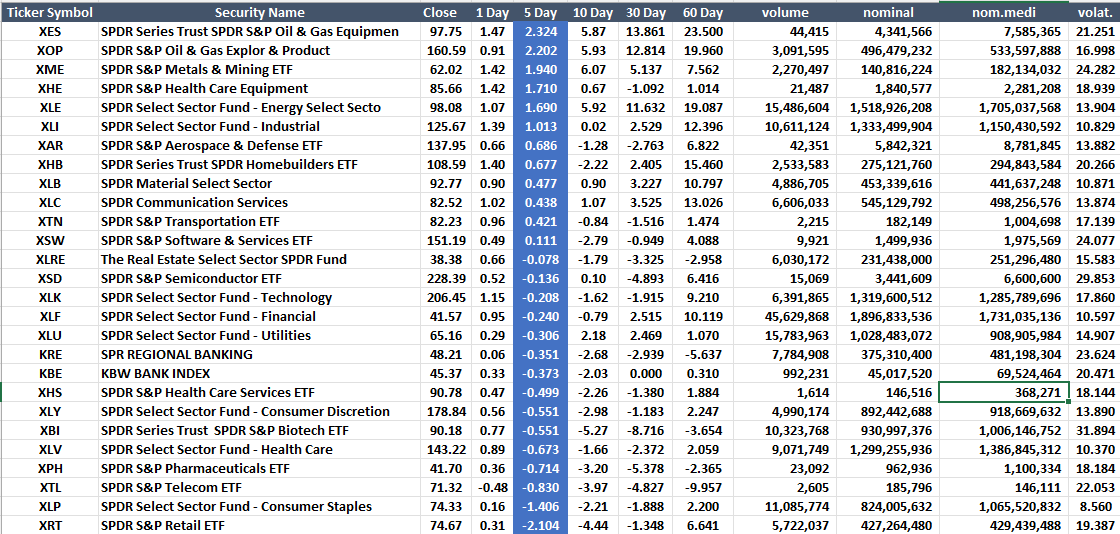 Ticker Symbol Security Name Close 1 Day 5 Day 10 Day 30 Day 60 Day volume nominal nom.medi volat.
XES SPDR Series Trust SPDR S&P Oil & Gas Equipmen 97.75 1.47 2.324 5.87 13.861 23.500 44,415 4,341,566 7,585,365 21.251
XOP SPDR S&P Oil & Gas Explor & Product 160.59 0.91 2.202 5.93 12.814 19.960 3,091,595 496,479,232 533,597,888 16.998
XME SPDR S&P Metals & Mining ETF 62.02 1.42 1.940 6.07 5.137 7.562 2,270,497 140,816,224 182,134,032 24.282
XHE SPDR S&P Health Care Equipment 85.66 1.42 1.710 0.67 -1.092 1.014 21,487 1,840,577 2,281,208 18.939
XLE SPDR Select Sector Fund - Energy Select Secto 98.08 1.07 1.690 5.92 11.632 19.087 15,486,604 1,518,926,208 1,705,037,568 13.904
XLI SPDR Select Sector Fund - Industrial 125.67 1.39 1.013 0.02 2.529 12.396 10,611,124 1,333,499,904 1,150,430,592 10.829
XAR SPDR S&P Aerospace & Defense ETF 137.95 0.66 0.686 -1.28 -2.763 6.822 42,351 5,842,321 8,781,845 13.882
XHB SPDR Series Trust SPDR Homebuilders ETF 108.59 1.40 0.677 -2.22 2.405 15.460 2,533,583 275,121,760 294,843,584 20.266
XLB SPDR Material Select Sector 92.77 0.90 0.477 0.90 3.227 10.797 4,886,705 453,339,616 441,637,248 10.871
XLC SPDR Communication Services 82.52 1.02 0.438 1.07 3.525 13.026 6,606,033 545,129,792 498,256,576 13.874
XTN SPDR S&P Transportation ETF 82.23 0.96 0.421 -0.84 -1.516 1.474 2,215 182,149 1,004,698 17.139
XSW SPDR S&P Software & Services ETF 151.19 0.49 0.111 -2.79 -0.949 4.088 9,921 1,499,936 1,975,569 24.077
XLRE The Real Estate Select Sector SPDR Fund 38.38 0.66 -0.078 -1.79 -3.325 -2.958 6,030,172 231,438,000 251,296,480 15.583
XSD SPDR S&P Semiconductor ETF 228.39 0.52 -0.136 0.10 -4.893 6.416 15,069 3,441,609 6,600,600 29.853
XLK SPDR Select Sector Fund - Technology 206.45 1.15 -0.208 -1.62 -1.915 9.210 6,391,865 1,319,600,512 1,285,789,696 17.860
XLF SPDR Select Sector Fund - Financial 41.57 0.95 -0.240 -0.79 2.515 10.119 45,629,868 1,896,833,536 1,731,035,136 10.597
XLU SPDR Select Sector Fund - Utilities 65.16 0.29 -0.306 2.18 2.469 1.070 15,783,963 1,028,483,072 908,905,984 14.907
KRE SPR REGIONAL BANKING 48.21 0.06 -0.351 -2.68 -2.939 -5.637 7,784,908 375,310,400 481,198,304 23.624
KBE KBW BANK INDEX 45.37 0.33 -0.373 -2.03 0.000 0.310 992,231 45,017,520 69,524,464 20.471
XHS SPDR S&P Health Care Services ETF 90.78 0.47 -0.499 -2.26 -1.380 1.884 1,614 146,516 368,271 18.144
XLY SPDR Select Sector Fund - Consumer Discretion 178.84 0.56 -0.551 -2.98 -1.183 2.247 4,990,174 892,442,688 918,669,632 13.890
XBI SPDR Series Trust SPDR S&P Biotech ETF 90.18 0.77 -0.551 -5.27 -8.716 -3.654 10,323,768 930,997,376 1,006,146,752 31.894
XLV SPDR Select Sector Fund - Health Care 143.22 0.89 -0.673 -1.66 -2.372 2.059 9,071,749 1,299,255,936 1,386,845,312 10.370
XPH SPDR S&P Pharmaceuticals ETF 41.70 0.36 -0.714 -3.20 -5.378 -2.365 23,092 962,936 1,100,334 18.184
XTL SPDR S&P Telecom ETF 71.32 -0.48 -0.830 -3.97 -4.827 -9.957 2,605 185,796 146,111 22.053
XLP SPDR Select Sector Fund - Consumer Staples 74.33 0.16 -1.406 -2.21 -1.888 2.200 11,085,774 824,005,632 1,065,520,832 8.560
XRT SPDR S&P Retail ETF 74.67 0.31 -2.104 -4.44 -1.348 6.641 5,722,037 427,264,480 429,439,488 19.387